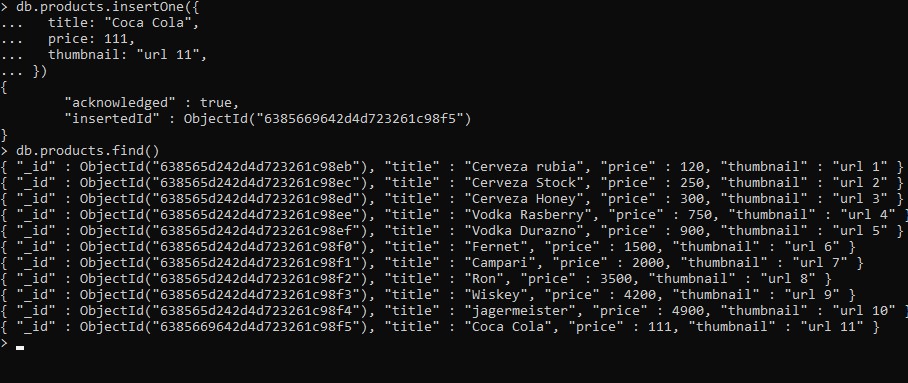 > db.products.insertOne({
...   title: "Coca Cola",
...   price: 111,
...   thumbnail: "url 11",
... })
{
        "acknowledged" : true,
        "insertedId" : ObjectId("6385669642d4d723261c98f5")
}
> db.products.find()
{ "_id" : ObjectId("638565d242d4d723261c98eb"), "title" : "Cerveza rubia", "price" : 120, "thumbnail" : "url 1" }
{ "_id" : ObjectId("638565d242d4d723261c98ec"), "title" : "Cerveza Stock", "price" : 250, "thumbnail" : "url 2" }
{ "_id" : ObjectId("638565d242d4d723261c98ed"), "title" : "Cerveza Honey", "price" : 300, "thumbnail" : "url 3" }
{ "_id" : ObjectId("638565d242d4d723261c98ee"), "title" : "Vodka Rasberry", "price" : 750, "thumbnail" : "url 4" }
{ "_id" : ObjectId("638565d242d4d723261c98ef"), "title" : "Vodka Durazno", "price" : 900, "thumbnail" : "url 5" }
{ "_id" : ObjectId("638565d242d4d723261c98f0"), "title" : "Fernet", "price" : 1500, "thumbnail" : "url 6" }
{ "_id" : ObjectId("638565d242d4d723261c98f1"), "title" : "Campari", "price" : 2000, "thumbnail" : "url 7" }
{ "_id" : ObjectId("638565d242d4d723261c98f2"), "title" : "Ron", "price" : 3500, "thumbnail" : "url 8" }
{ "_id" : ObjectId("638565d242d4d723261c98f3"), "title" : "Wiskey", "price" : 4200, "thumbnail" : "url 9" }
{ "_id" : ObjectId("638565d242d4d723261c98f4"), "title" : "jagermeister", "price" : 4900, "thumbnail" : "url 10" }
{ "_id" : ObjectId("6385669642d4d723261c98f5"), "title" : "Coca Cola", "price" : 111, "thumbnail" : "url 11" }
>